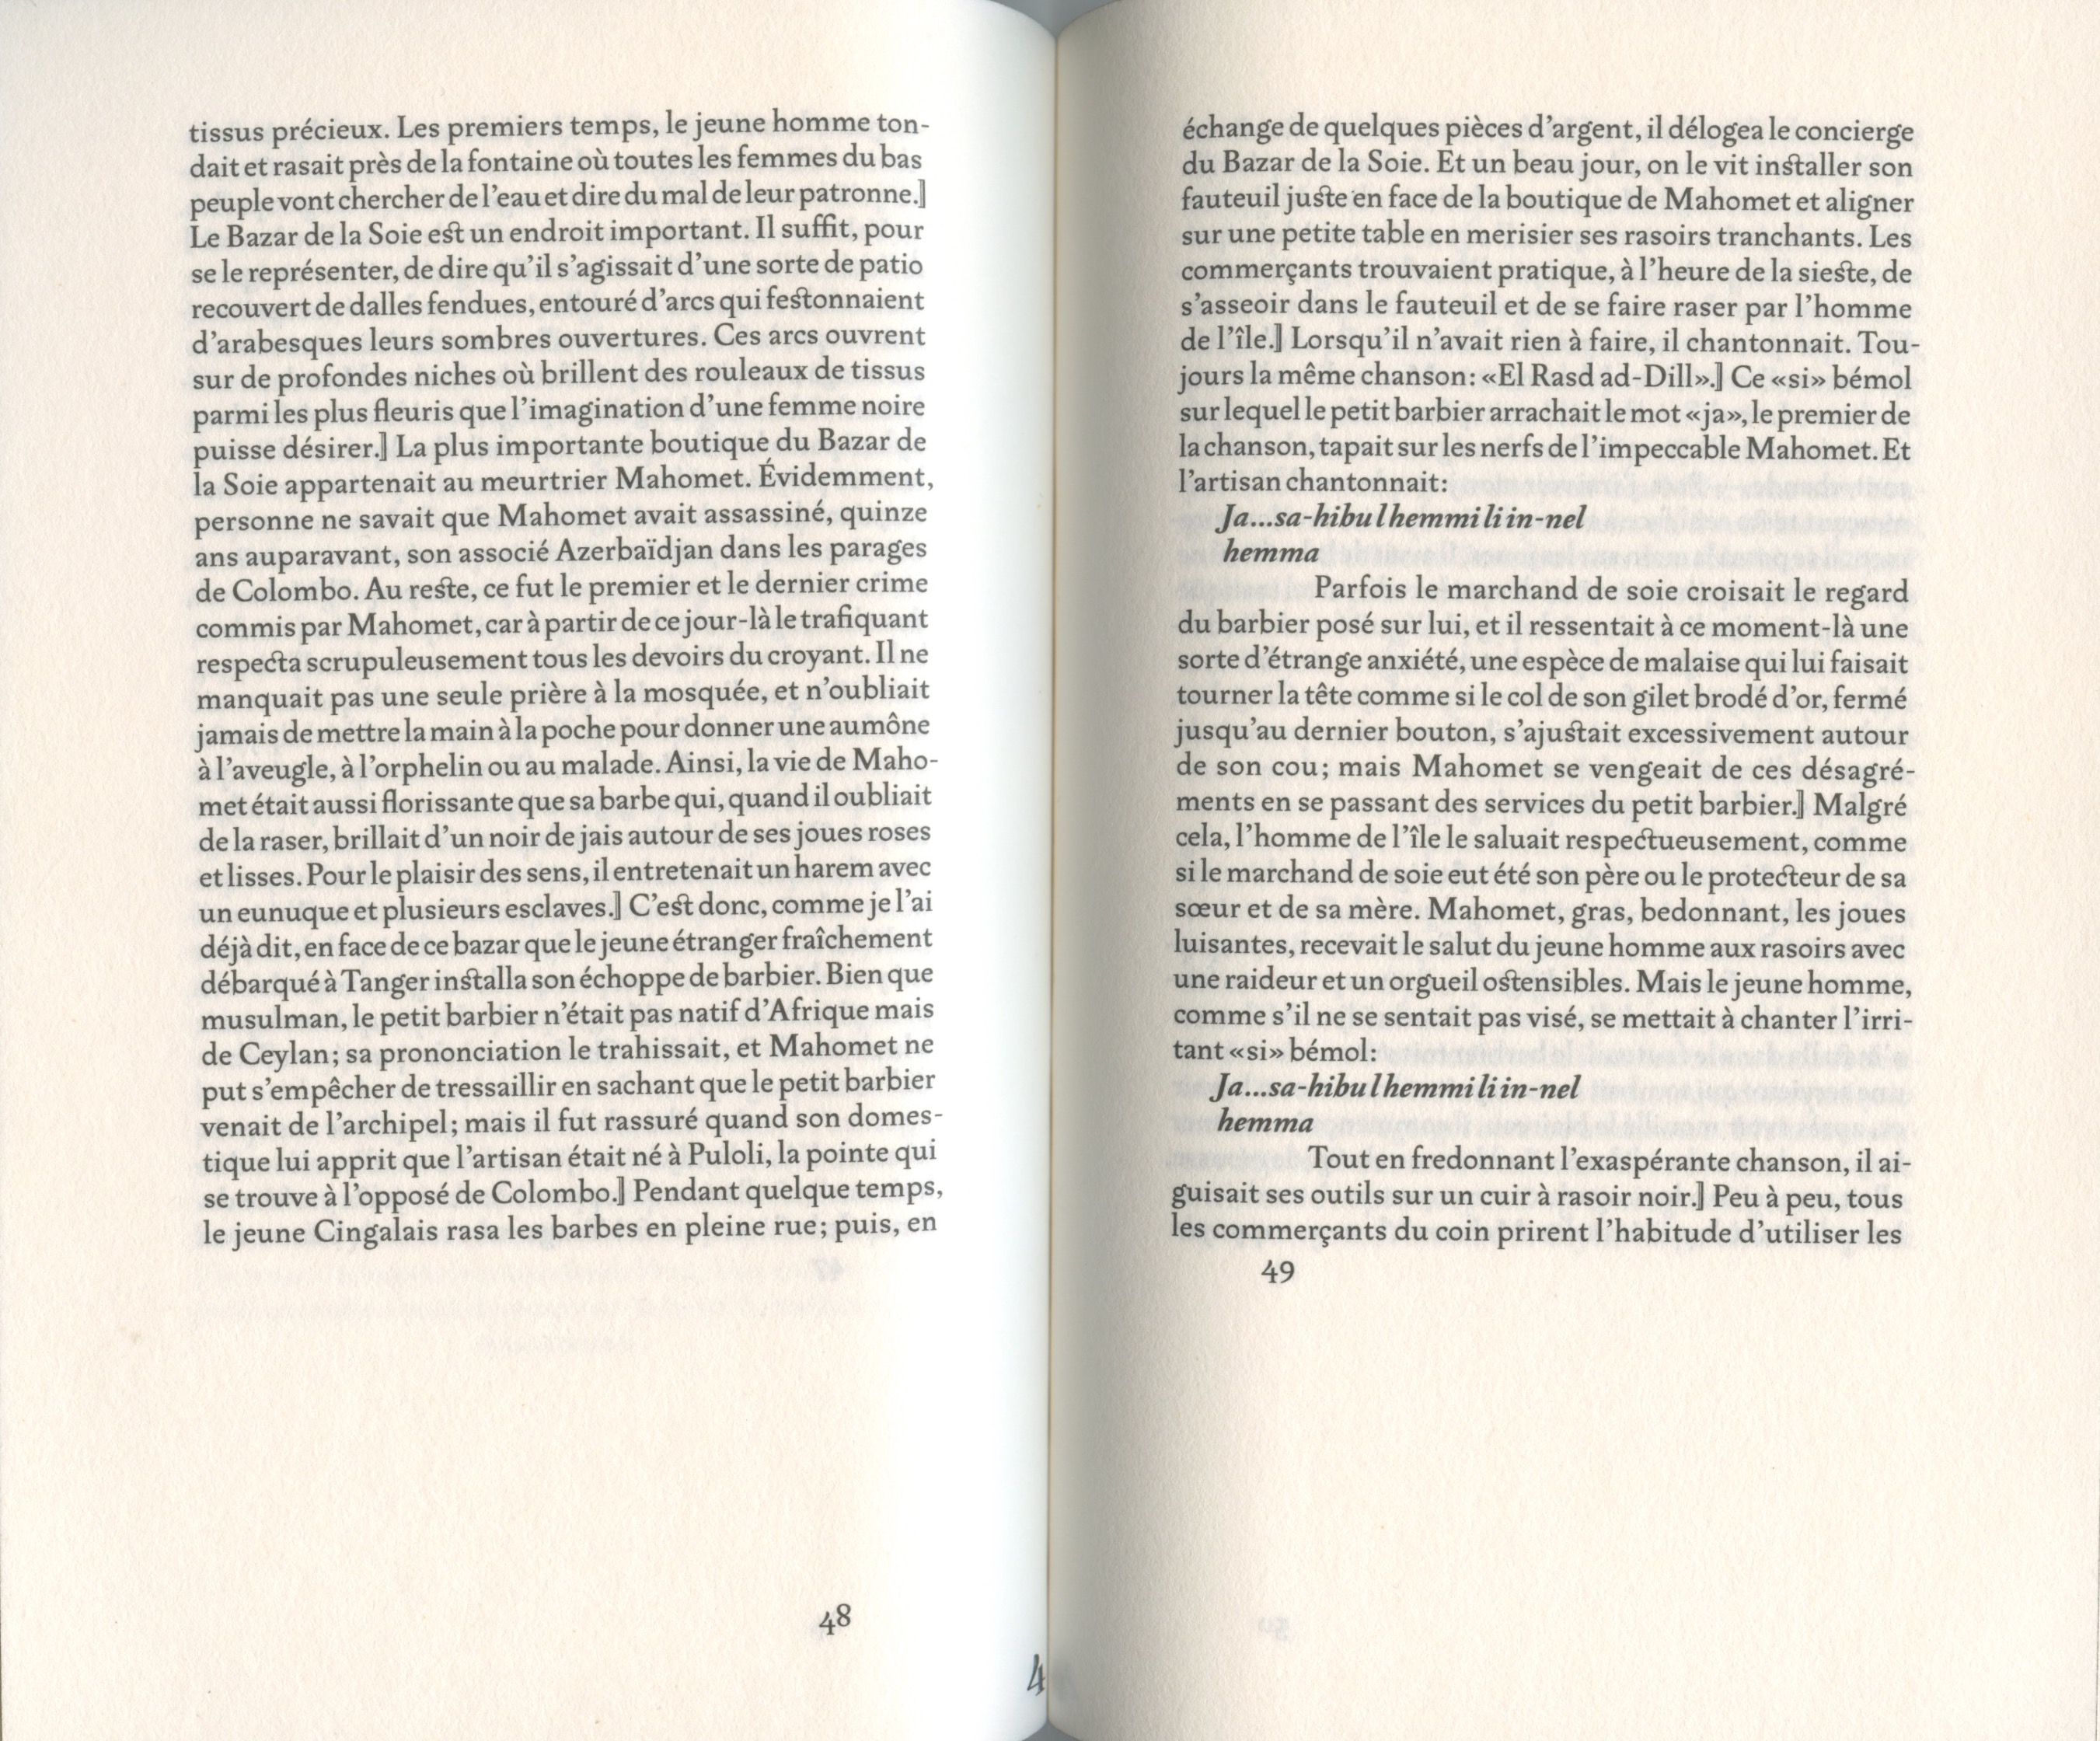 tissus précieux. Les premiers temps, le jeune homme ton-
dait et rasait près de la fontaine où toutes les femmes du bas
peuple vont chercher de l'eau et dire du mal de leur patronne.⟧
Le Bazar de la Soie est un endroit important. Il suffit, pour
se le représenter, de dire qu'il s'agissait d'une sorte de patio
recouvert de dalles fendues, entouré d'arcs qui festonnaient
d'arabesques leurs sombres ouvertures. Ces arcs ouvrent
sur de profondes niches où brillent des rouleaux de tissus
parmi les plus fleuris que l'imagination d'une femme noire
puisse désirer.⟧ La plus importante boutique du Bazar de
la Soie appartenait au meurtrier Mahomet. Évidemment,
personne ne savait que Mahomet avait assassiné, quinze
ans auparavant, son associé Azerbaïdjan dans les parages
de Colombo. Au reste, ce fut le premier et le dernier crime
commis par Mahomet, car à partir de ce jour-là le trafiquant
respecta scrupuleusement tous les devoirs du croyant. Il ne
manquait pas une seule prière à la mosquée, et n'oubliait
jamais de mettre la main à la poche pour donner une aumône
à l'aveugle, à l'orphelin ou au malade. Ainsi, la vie de Maho-
met était aussi florissante que sa barbe qui, quand il oubliait
de la raser, brillait d'un noir de jais autour de ses joues roses
et lisses. Pour le plaisir des sens, il entretenait un harem avec
un eunuque et plusieurs esclaves.⟧ C'est donc, comme je l'ai
déjà dit, en face de ce bazar que le jeune étranger fraîchement
débarqué à Tanger installa son échoppe de barbier. Bien que
musulman, le petit barbier n'était pas natif d'Afrique mais
de Ceylan; sa prononciation le trahissait, et Mahomet ne
put s'empêcher de tressaillir en sachant que le petit barbier
venait de l'archipel; mais il fut rassuré quand son domes-
tique lui apprit que l'artisan était né à Puloli, la pointe qui
se trouve à l'opposé de Colombo.⟧ Pendant quelque temps,
le jeune Cingalais rasa les barbes en pleine rue; puis, en
48
4
échange de quelques pièces d'argent, il délogea le concierge
du Bazar de la Soie. Et un beau jour, on le vit installer son
fauteuil juste en face de la boutique de Mahomet et aligner
sur une petite table en merisier ses rasoirs tranchants. Les
commerçants trouvaient pratique, à l'heure de la sieste, de
s'asseoir dans le fauteuil et de se faire raser par l'homme
de l'île.⟧ Lorsqu'il n'avait rien à faire, il chantonnait. Tou-
jours la même chanson: «El Rasd ad-Dill».⟧ Ce «si» bémol
sur lequel le petit barbier arrachait le mot «ja», le premier de
la chanson, tapait sur les nerfs de l'impeccable Mahomet. Et
l'artisan chantonnait:
Ja...sa-hibu l hemmi li in-nel
hemma
Parfois le marchand de soie croisait le regard
du barbier posé sur lui, et il ressentait à ce moment-là une
sorte d'étrange anxiété, une espèce de malaise qui lui faisait
tourner la tête comme si le col de son gilet brodé d'or, fermé
jusqu'au dernier bouton, s'ajustait excessivement autour
de son cou; mais Mahomet se vengeait de ces désagré-
ments en se passant des services du petit barbier.⟧ Malgré
cela, l'homme de l'île le saluait respectueusement, comme
si le marchand de soie eut été son père ou le protecteur de sa
sœur et de sa mère. Mahomet, gras, bedonnant, les joues
luisantes, recevait le salut du jeune homme aux rasoirs avec
une raideur et un orgueil ostensibles. Mais le jeune homme,
comme s'il ne se sentait pas visé, se mettait à chanter l'irri-
tant «si» bémol:
Ja...sa-hibu l hemmi li in-nel
hemma
Tout en fredonnant l'exaspérante chanson, il ai-
guisait ses outils sur un cuir à rasoir noir.⟧ Peu à peu, tous
les commerçants du coin prirent l'habitude d'utiliser les
49